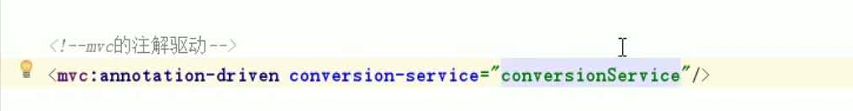 <!--mvc的注解驱动-->
<mvc:annotation-driven conversion-service="conversionService"/>